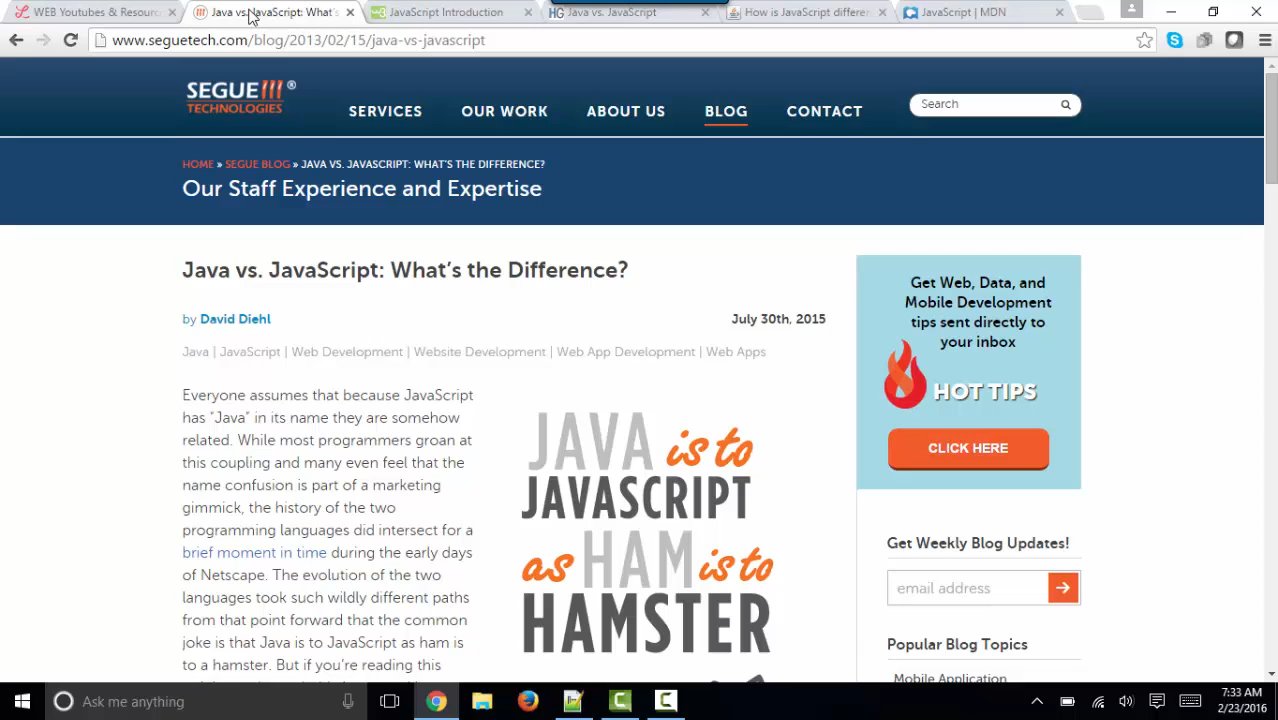 WEB Youtubes & Resourc
Java vs. JavaScript: What's
JavaScript Introduction
HG Java vs. JavaScript
How is JavaScript differen
JavaScript | MDN
www.seguetech.com/blog/2013/02/15/java-vs-javascript
SEGUE ®
TECHNOLOGIES
SERVICES OUR WORK ABOUT US BLOG CONTACT
Search
HOME » SEGUE BLOG » JAVA VS. JAVASCRIPT: WHAT'S THE DIFFERENCE?
Our Staff Experience and Expertise
Java vs. JavaScript: What's the Difference?
by David Diehl
July 30th, 2015
Java | JavaScript | Web Development | Website Development | Web App Development | Web Apps
Everyone assumes that because JavaScript
has "Java" in its name they are somehow
related. While most programmers groan at
this coupling and many even feel that the
name confusion is part of a marketing
gimmick, the history of the two
programming languages did intersect for a
brief moment in time during the early days
of Netscape. The evolution of the two
languages took such wildly different paths
from that point forward that the common
joke is that Java is to JavaScript as ham is
to a hamster. But if you're reading this
JAVA is to
JAVASCRIPT
as HAM is to
HAMSTER
Get Web, Data, and
Mobile Development
tips sent directly to
your inbox
HOT TIPS
CLICK HERE
Get Weekly Blog Updates!
email address
Popular Blog Topics
Mobile Application
Ask me anything
7:33 AM
2/23/2016